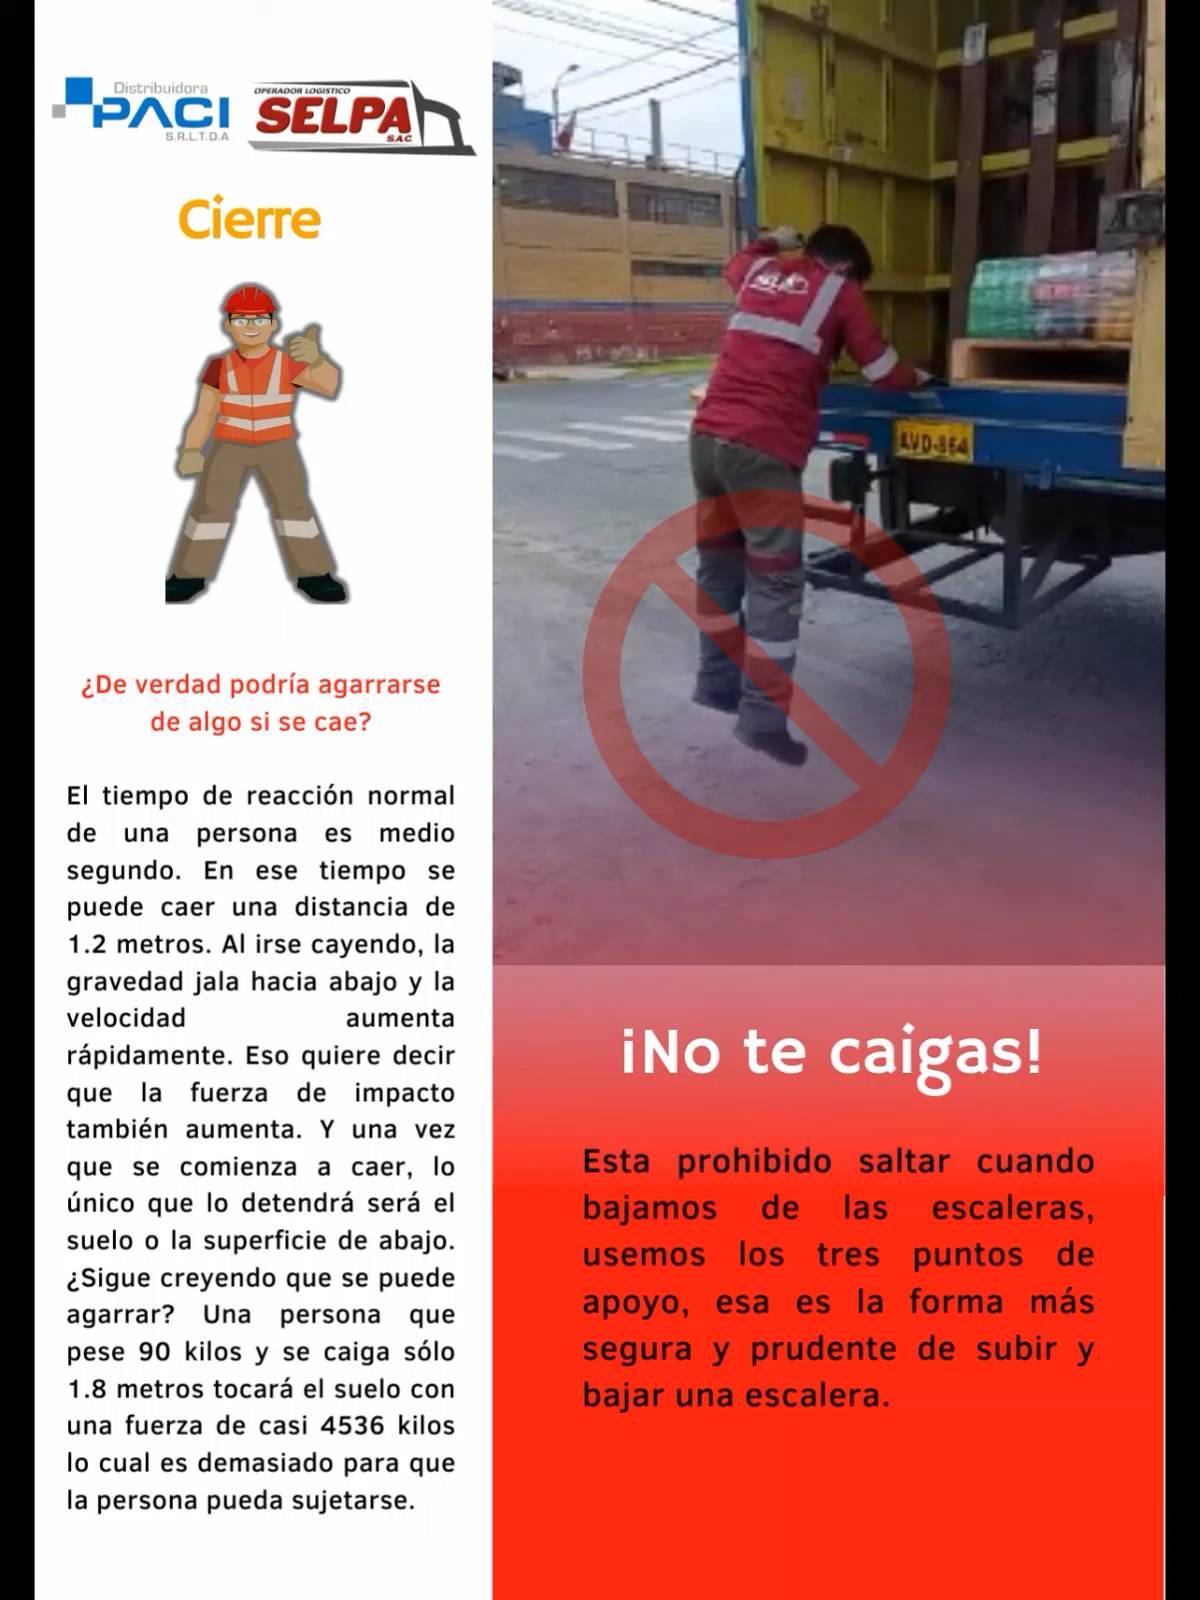 Distribuidora
PACI
S.R.L.T.D.A
OPERADOR LOGISTICO
SELPA
S.A.C.
Cierre
¿De verdad podría agarrarse
de algo si se cae?
El tiempo de reacción normal
de una persona es medio
segundo. En ese tiempo se
puede caer una distancia de
1.2 metros. Al irse cayendo, la
gravedad jala hacia abajo y la
velocidad aumenta
rápidamente. Eso quiere decir
que la fuerza de impacto
también aumenta. Y una vez
que se comienza a caer, lo
único que lo detendrá será el
suelo o la superficie de abajo.
¿Sigue creyendo que se puede
agarrar? Una persona que
pese 90 kilos y se caiga sólo
1.8 metros tocará el suelo con
una fuerza de casi 4536 kilos
lo cual es demasiado para que
la persona pueda sujetarse.
SELPA
AVD-864
¡No te caigas!
Esta prohibido saltar cuando
bajamos de las escaleras,
usemos los tres puntos de
apoyo, esa es la forma más
segura y prudente de subir y
bajar una escalera.